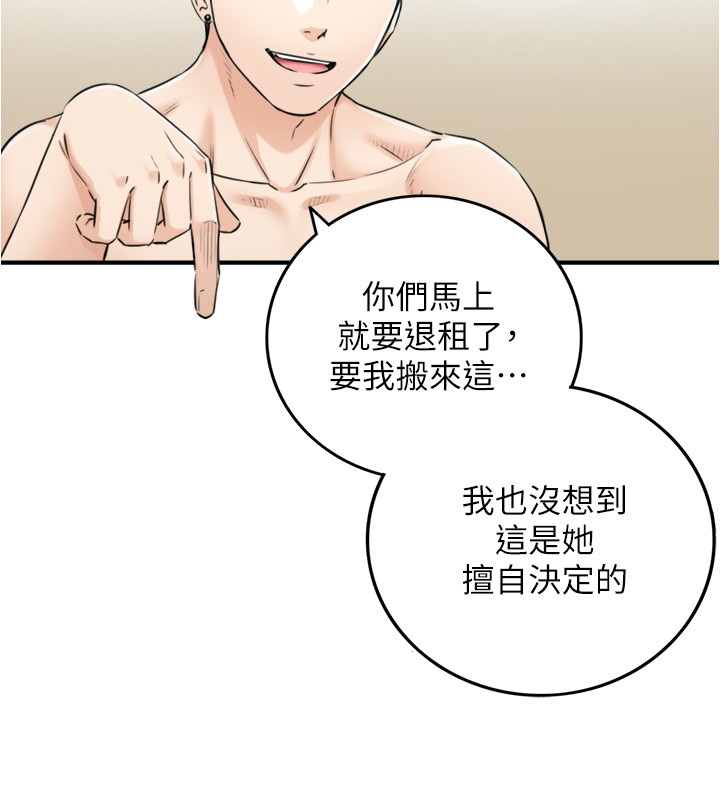 你們馬上
就要退租了，
要我搬來這⋯
我也沒想到
這是她
擅自決定的